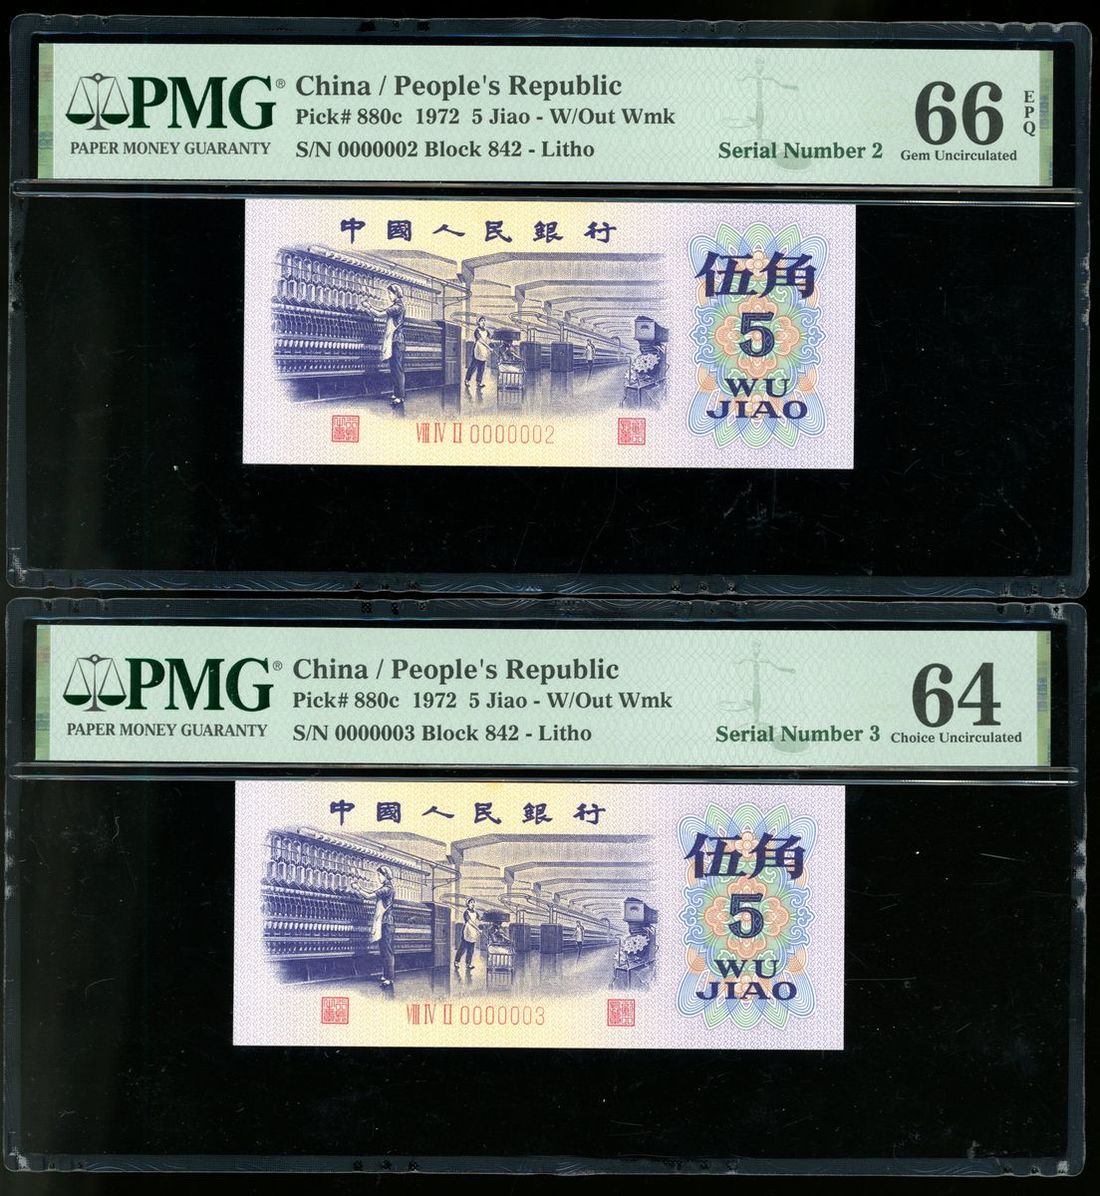 PMG®
PAPER MONEY GUARANTY
China / People's Republic
Pick# 880c 1972 5 Jiao - W/Out Wmk
S/N 0000002 Block 842 - Litho
Serial Number 2
66
EPQ
Gem Uncirculated
中國人民銀行
伍角
5
WU
JIAO
VIII IV II 0000002
PMG®
PAPER MONEY GUARANTY
China / People's Republic
Pick# 880c 1972 5 Jiao - W/Out Wmk
S/N 0000003 Block 842 - Litho
Serial Number 3
64
Choice Uncirculated
中國人民銀行
伍角
5
WU
JIAO
VIII IV II 0000003